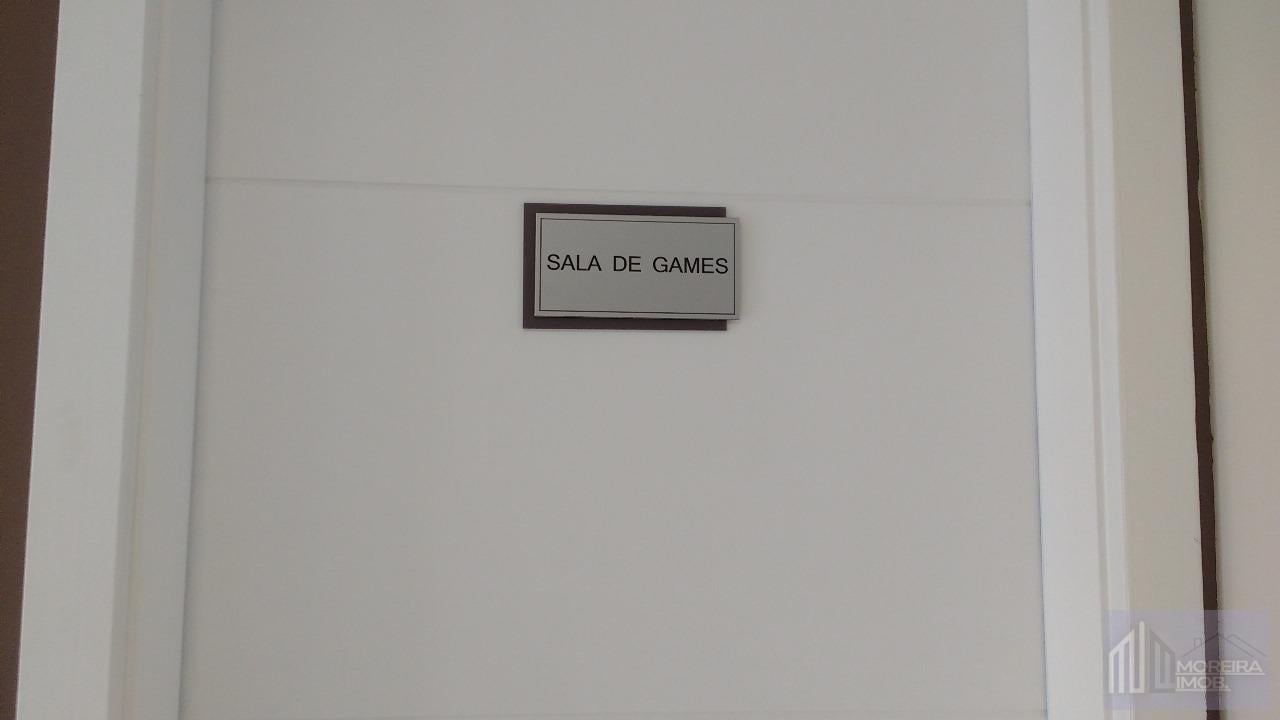 SALA DE GAMES
MOREIRA
IMOB.